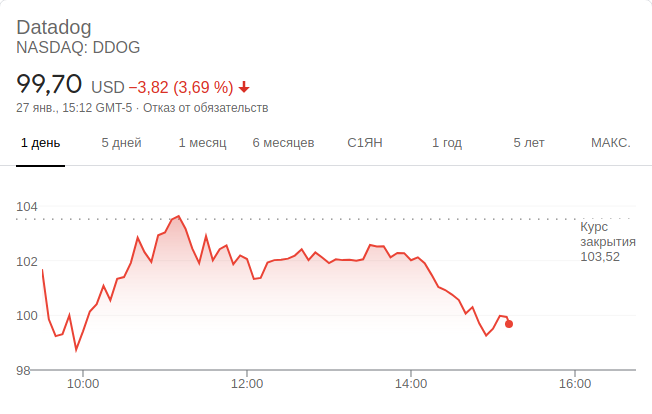 Datadog
NASDAQ: DDOG
99,70 USD −3,82 (3,69 %)
27 янв., 15:12 GMT-5 · Отказ от обязательств
1 день 5 дней 1 месяц 6 месяцев С1ЯН 1 год 5 лет МАКС.
104
Курс
закрытия
103,52
102
100
98
10:00 12:00 14:00 16:00